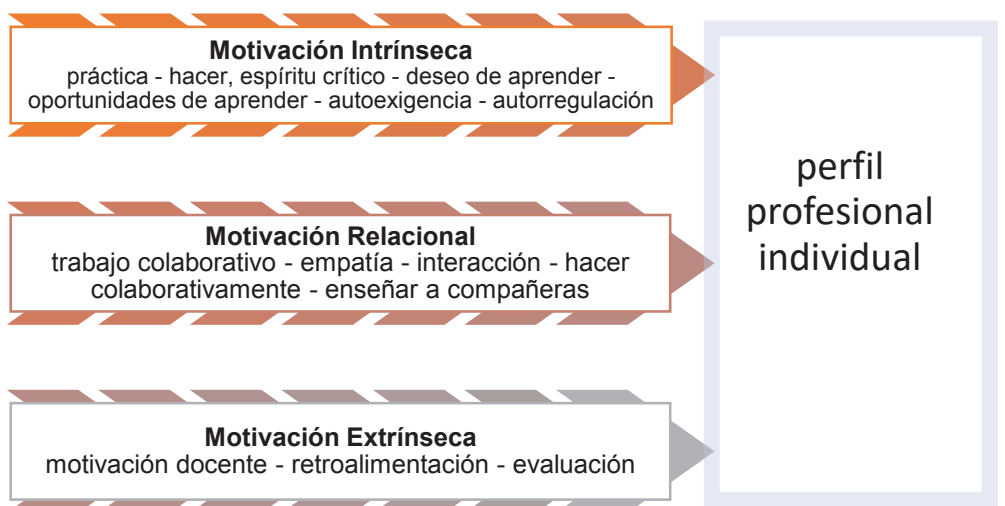 Motivación Intrínseca
práctica - hacer, espíritu crítico - deseo de aprender -
oportunidades de aprender - autoexigencia - autorregulación
Motivación Relacional
trabajo colaborativo - empatía - interacción - hacer
colaborativamente - enseñar a compañeras
Motivación Extrínseca
motivación docente - retroalimentación - evaluación
perfil
profesional
individual